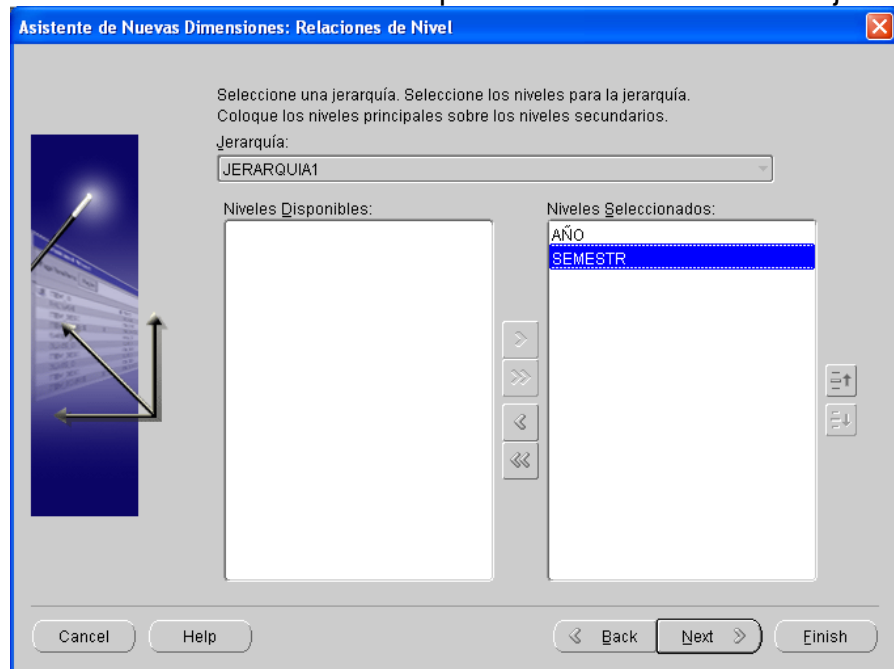 Asistente de Nuevas Dimensiones: Relaciones de Nivel
Seleccione una jerarquía. Seleccione los niveles para la jerarquía.
Coloque los niveles principales sobre los niveles secundarios.
Jerarquía:
JERARQUIA1
Niveles Disponibles:
Niveles Seleccionados:
AÑO
SEMESTR
Cancel
Help
Back
Next
Finish